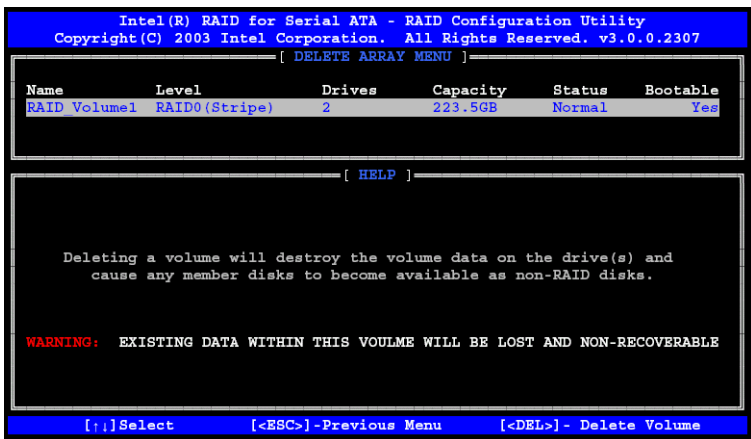 Intel(R) RAID for Serial ATA - RAID Configuration Utility
Copyright(C) 2003 Intel Corporation. All Rights Reserved. v3.0.0.2307
[ DELETE ARRAY MENU ]
Name Level Drives Capacity Status Bootable
RAID_Volume1 RAID0(Stripe) 2 223.5GB Normal Yes
[ HELP ]
Deleting a volume will destroy the volume data on the drive(s) and
cause any member disks to become available as non-RAID disks.
WARNING: EXISTING DATA WITHIN THIS VOULME WILL BE LOST AND NON-RECOVERABLE
[↑↓]Select [<ESC>]-Previous Menu [<DEL>]- Delete Volume